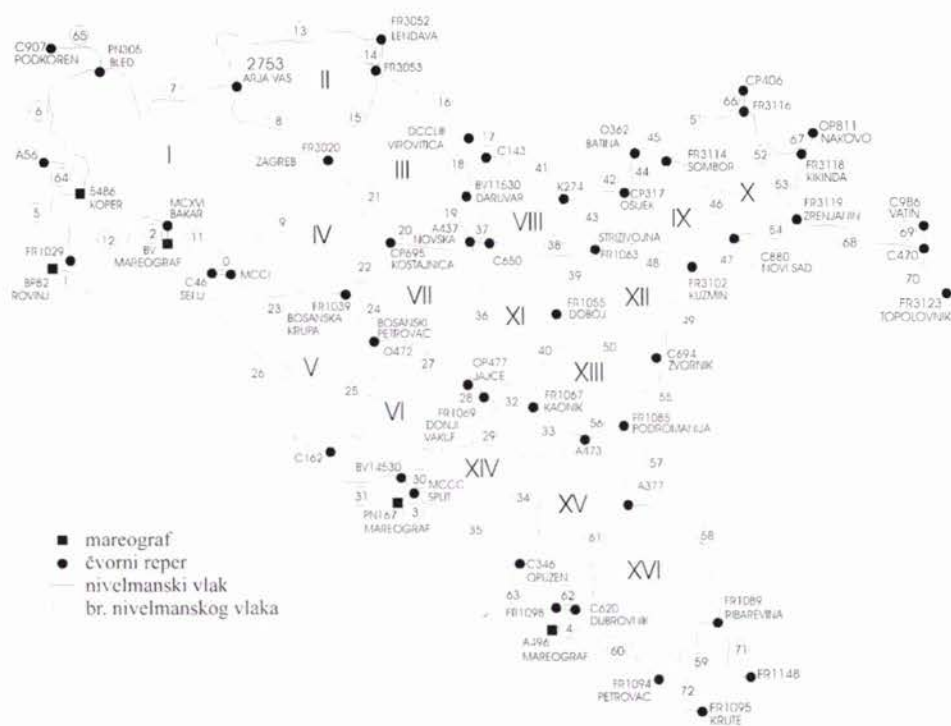 C907
PODKOREN
65
PN305
BLED
13
FR3052
LENDAVA
14
FR3053
2753
ARJA VAS
II
7
8
15
16
6
I
A56
64
5486
KOPER
5
FR1029
BP82
ROVINJ
1
12
MCXVI
BAKAR
2
BV
MAREOGRAF
11
9
0
C46
SENJ
MCCI
FR3020
ZAGREB
III
21
DCCLIII
VIROVITICA
17
C143
18
BV11530
DARUVAR
19
41
VIII
K274
IV
20
A437
NOVSKA
37
CP695
KOSTAJNICA
C650
38
22
VII
39
O362
BATINA
45
44
42
CP317
OSIJEK
43
STRIZIVOJNA
FR1063
FR3114
SOMBOR
IX
46
CP406
66
FR3116
51
OP811
NAKOVO
67
52
FR3118
KIKINDA
53
X
FR3119
ZRENJANIN
54
C880
NOVI SAD
47
48
FR3102
KUZMIN
68
C986
VATIN
69
C470
70
FR3123
TOPOLOVNIK
23
FR1039
BOSANSKA
KRUPA
24
BOSANSKI
PETROVAC
O472
36
XI
FR1055
DOBOJ
XII
49
26
V
25
27
40
50
C694
ZVORNIK
OP477
JAJCE
XIII
VI
28
FR1069
DONJI
VAKUF
32
FR1067
KAONIK
55
33
56
FR1085
PODROMANIJA
A473
29
C162
BV14530
30
XIV
57
MCCC
SPLIT
31
3
PN167
MAREOGRAF
34
XV
A377
35
61
58
mareograf
čvorni reper
nivelmanski vlak
br. nivelmanskog vlaka
C346
OPUZEN
XVI
63
62
FR1098
C620
DUBROVNIK
4
A496
MAREOGRAF
FR1089
RIBAREVINA
60
59
71
FR1094
PETROVAC
FR1148
72
FR1095
KRUTE